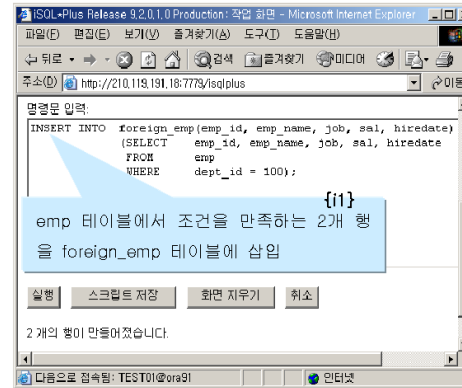 iSQL*Plus Release 9.2.0.1.0 Production: 작업 화면 - Microsoft Internet Explorer
파일(F) 편집(E) 보기(V) 즐겨찾기(A) 도구(T) 도움말(H)
뒤로 검색 즐겨찾기 미디어
주소(D) http://210.119.191.18:7779/isqlplus 이동
명령문 입력:
INSERT INTO foreign_emp(emp_id, emp_name, job, sal, hiredate)
(SELECT emp_id, emp_name, job, sal, hiredate
FROM emp
WHERE dept_id = 100);
{i1}
emp 테이블에서 조건을 만족하는 2개 행
을 foreign_emp 테이블에 삽입
실행 스크립트 저장 화면 지우기 취소
2 개의 행이 만들어졌습니다.
다음으로 접속됨: TEST01@ora91 인터넷